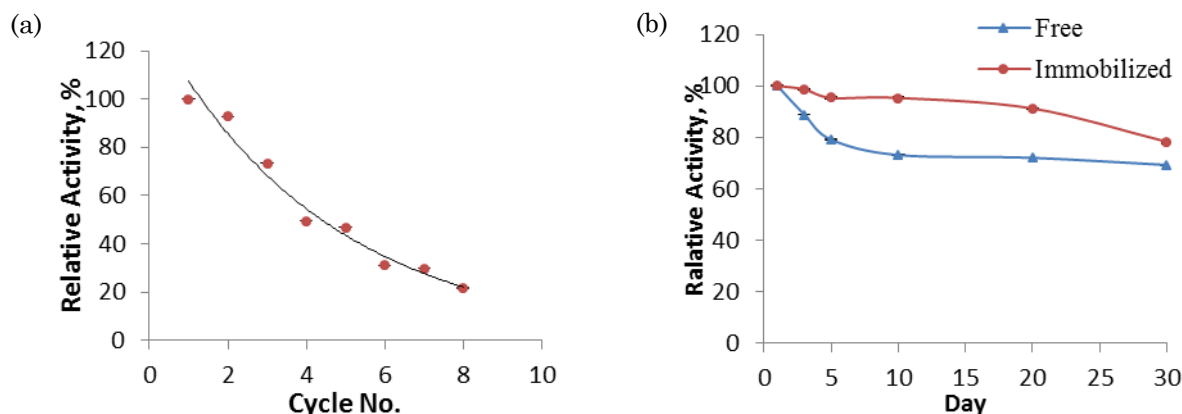 (a)
120
100
80
60
40
20
0
Relative Activity, %
0 2 4 6 8 10
Cycle No.
(b)
120
100
80
60
40
20
0
Ralative Activity, %
Free
Immobilized
0 5 10 15 20 25 30
Day